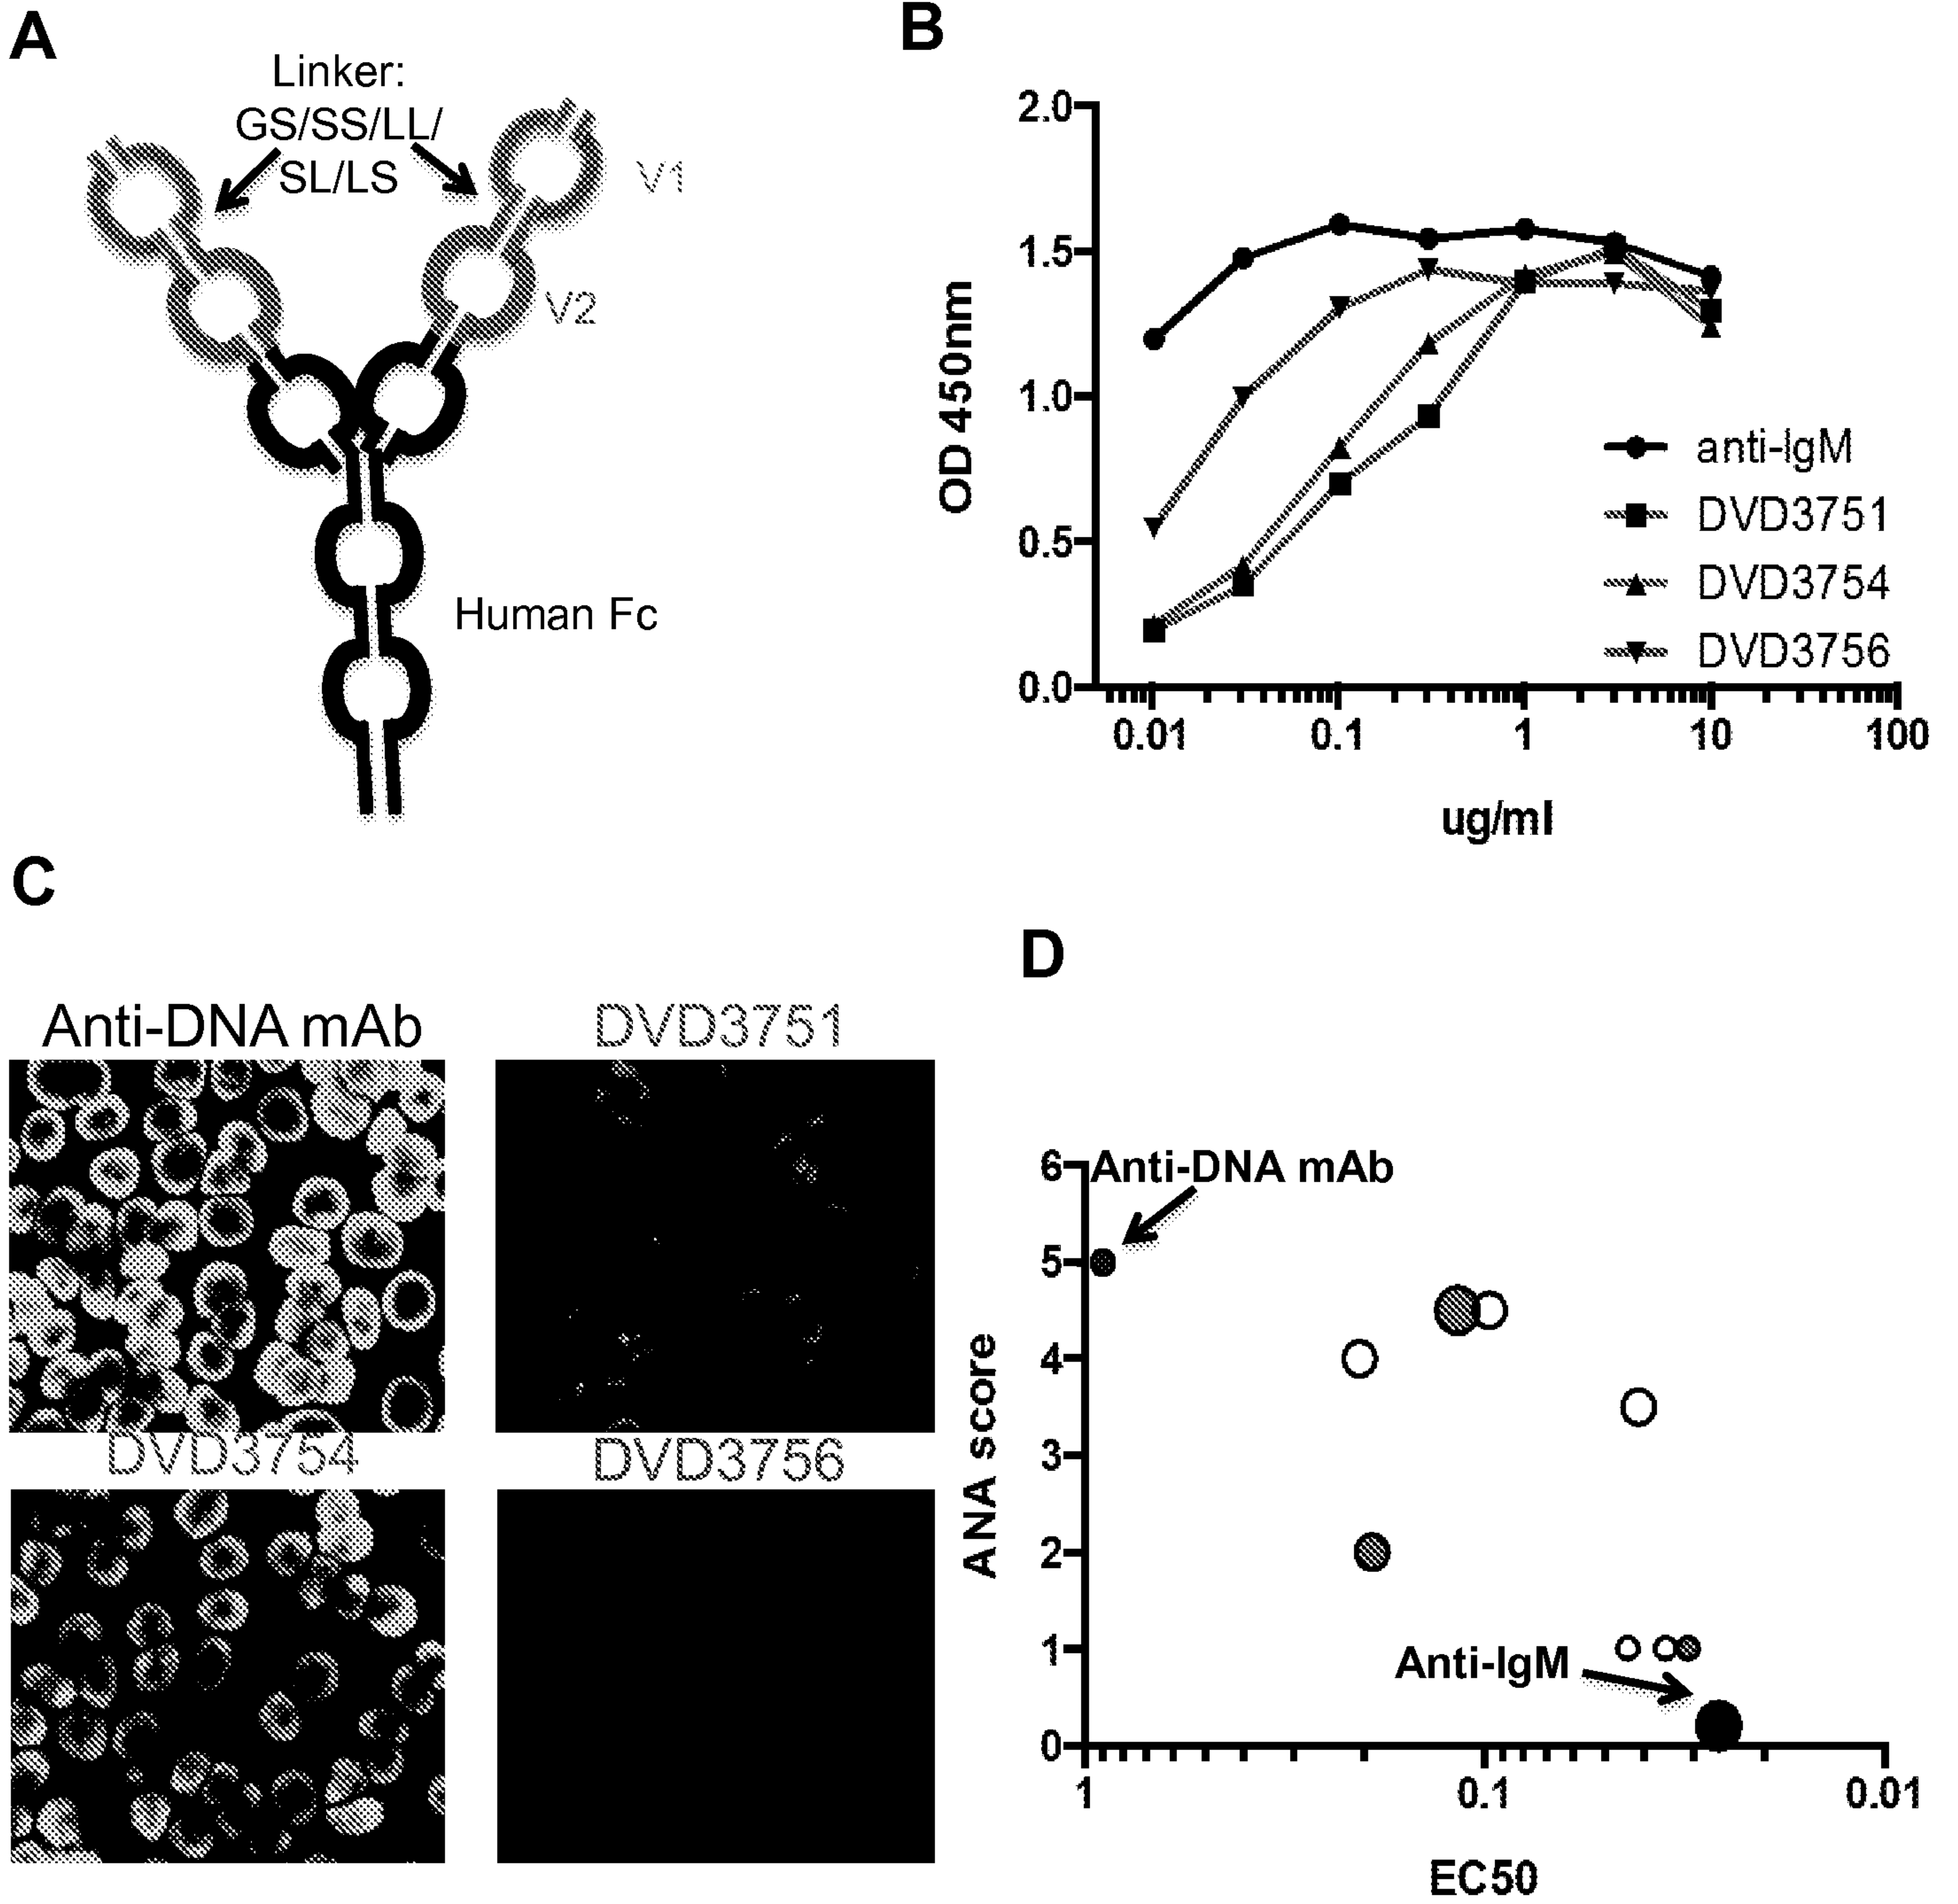 A
Linker:
GS/SS/LL/
SL/LS
V1
V2
Human Fc
B
2.0
1.5
1.0
0.5
0.0
OD 450nm
anti-IgM
DVD3751
DVD3754
DVD3756
0.01
0.1
1
10
100
ug/ml
C
Anti-DNA mAb
DVD3751
DVD3754
DVD3756
D
6
5
4
3
2
1
0
ANA score
Anti-DNA mAb
Anti-IgM
1
0.1
0.01
EC50